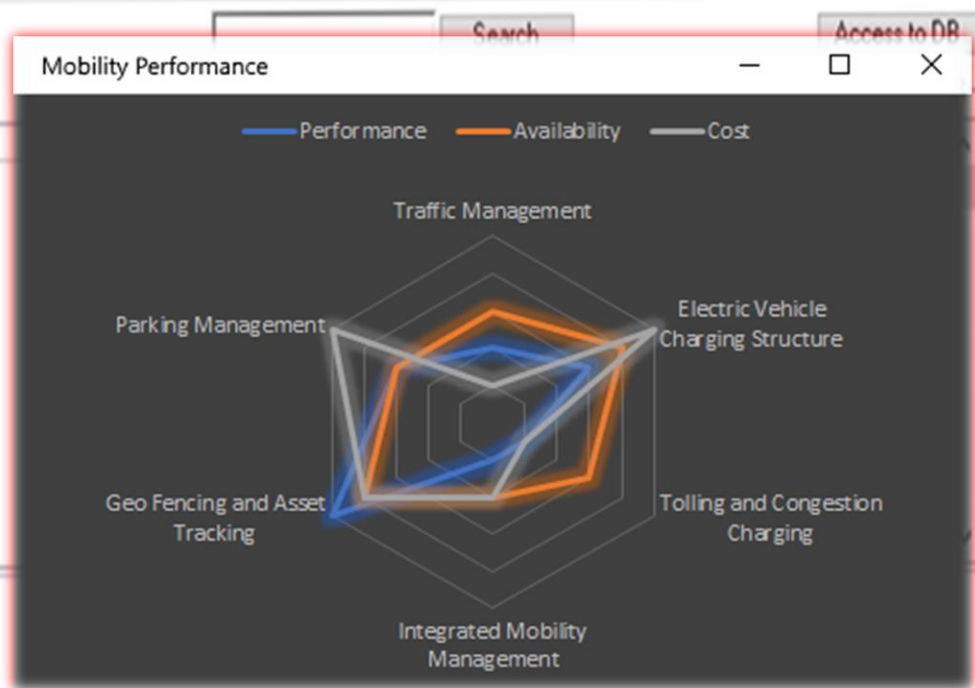 Search
Access to DB
Mobility Performance
Performance
Availability
Cost
Traffic Management
Electric Vehicle
Charging Structure
Parking Management
Geo Fencing and Asset
Tracking
Tolling and Congestion
Charging
Integrated Mobility
Management